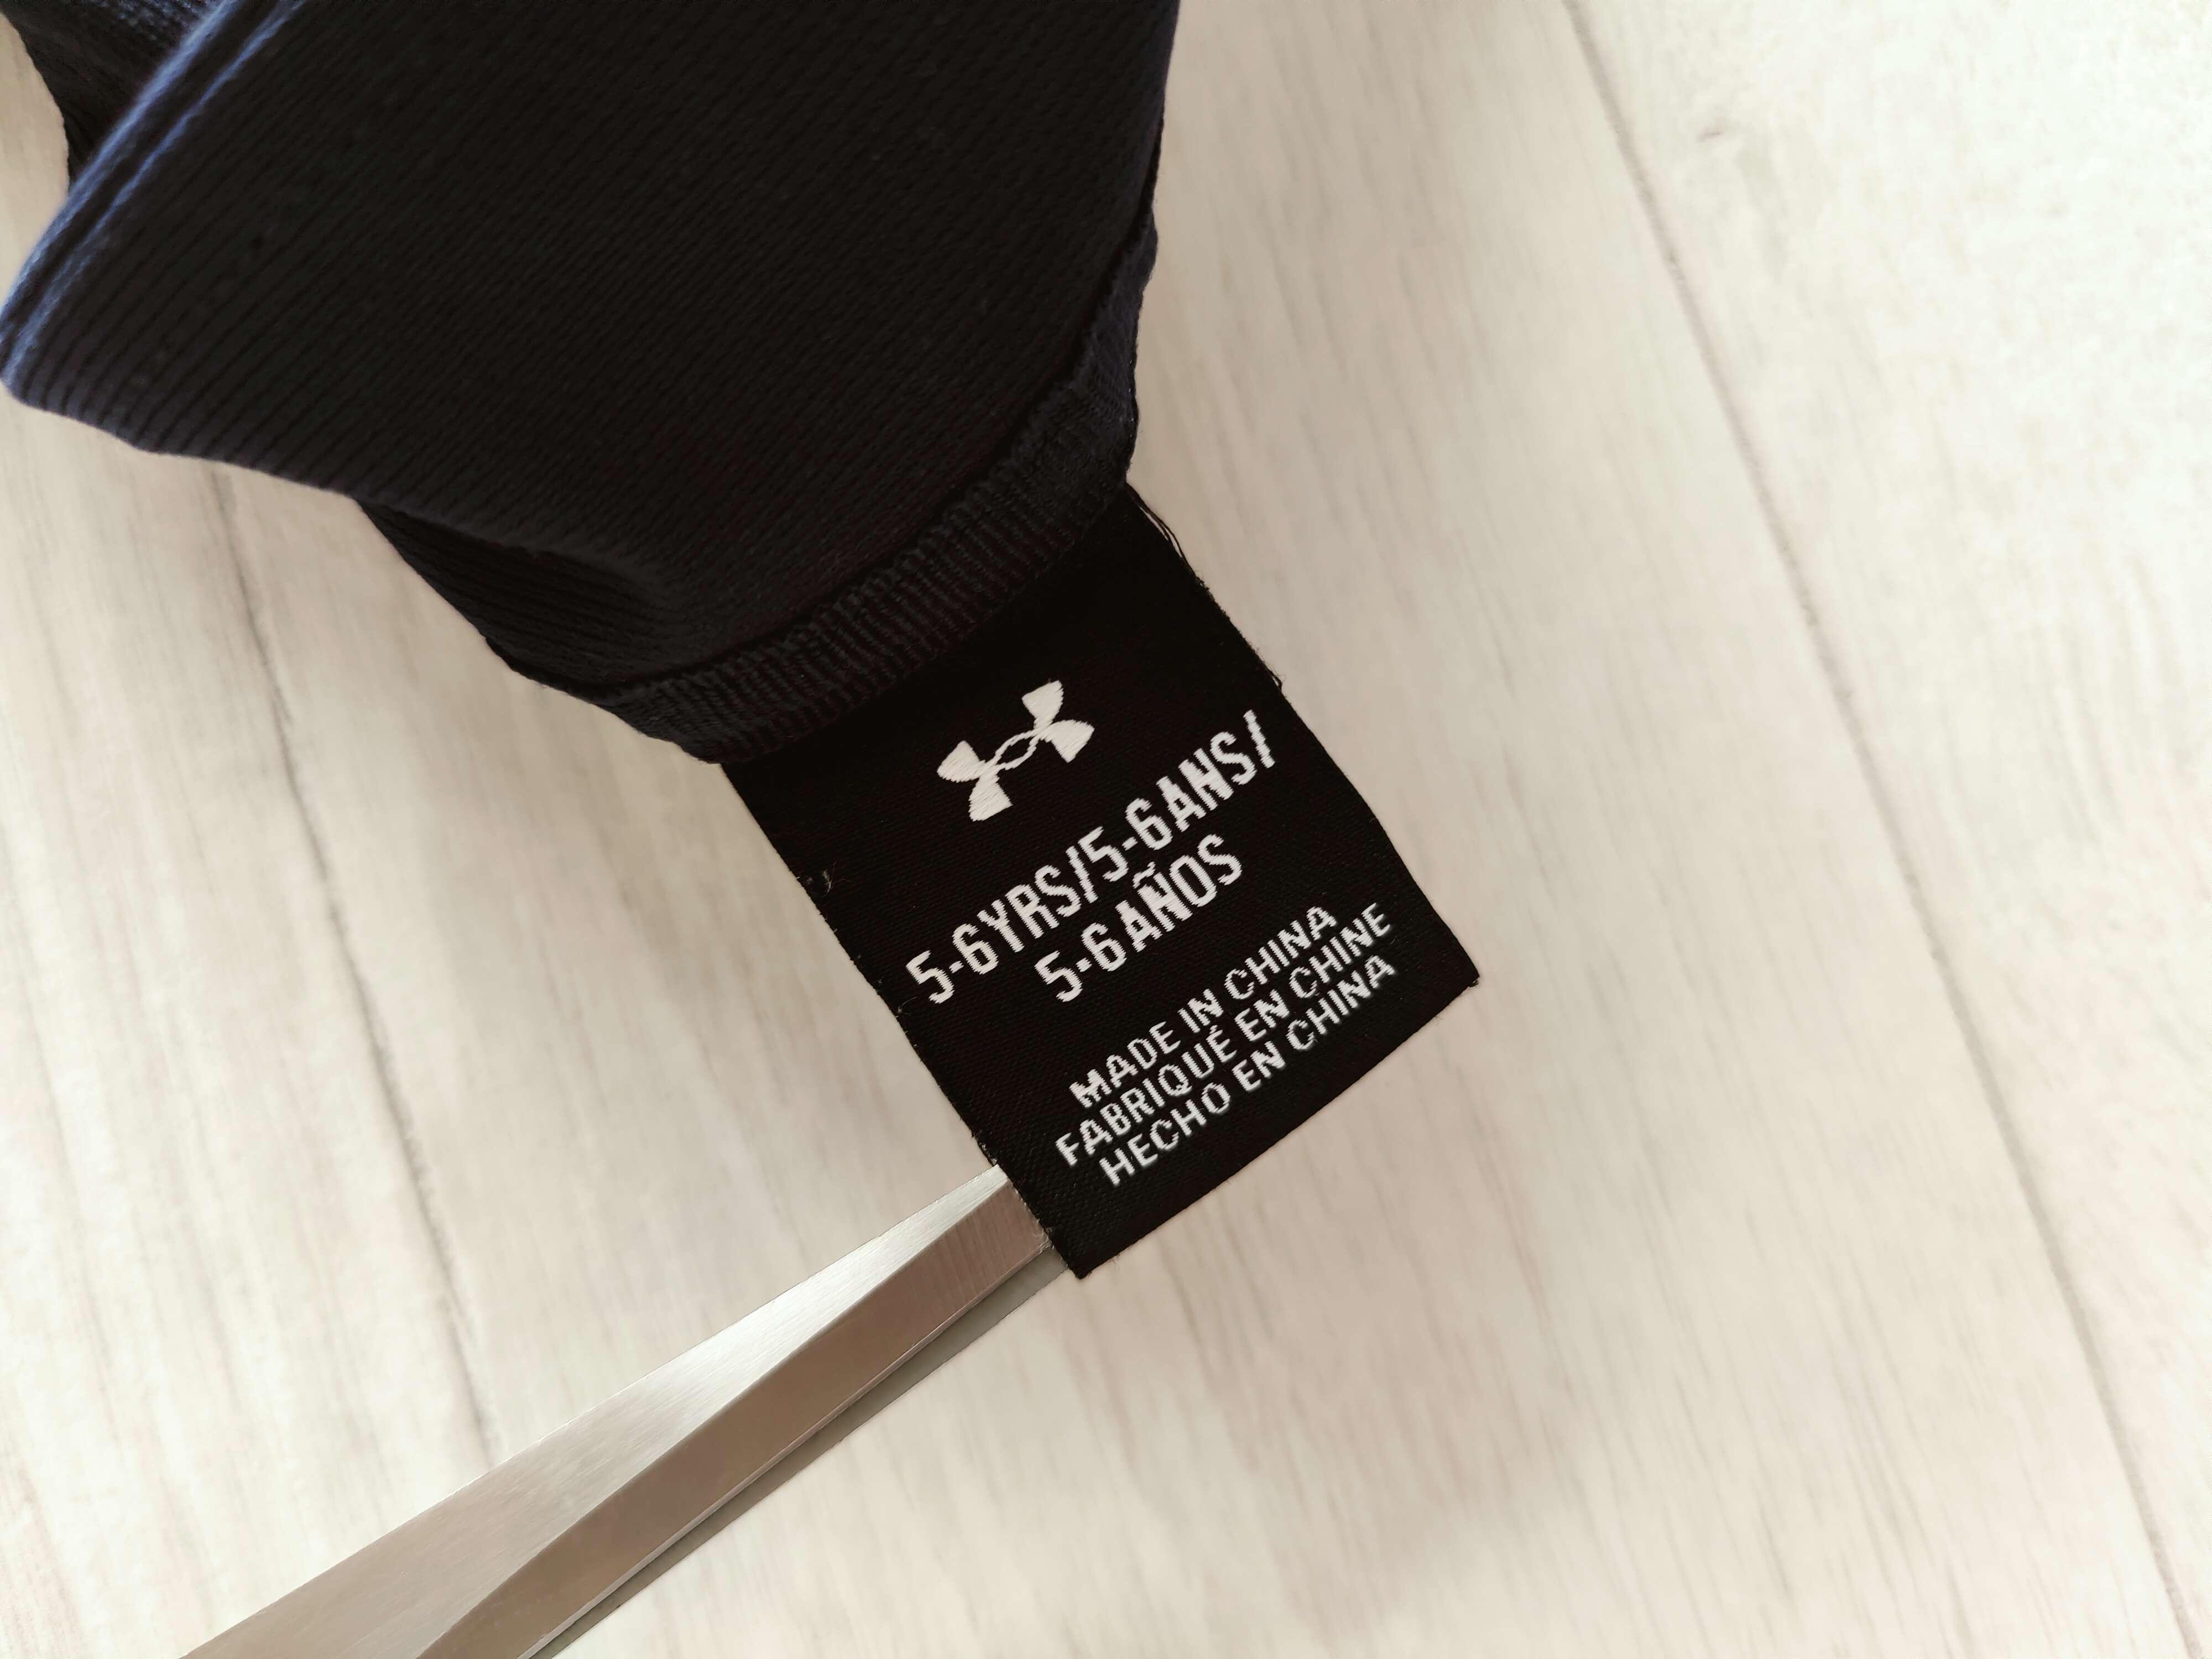 5-6YRS/5-6ANS/
5-6AÑOS
MADE IN CHINA
FABRIQUÉ EN CHINE
HECHO EN CHINA